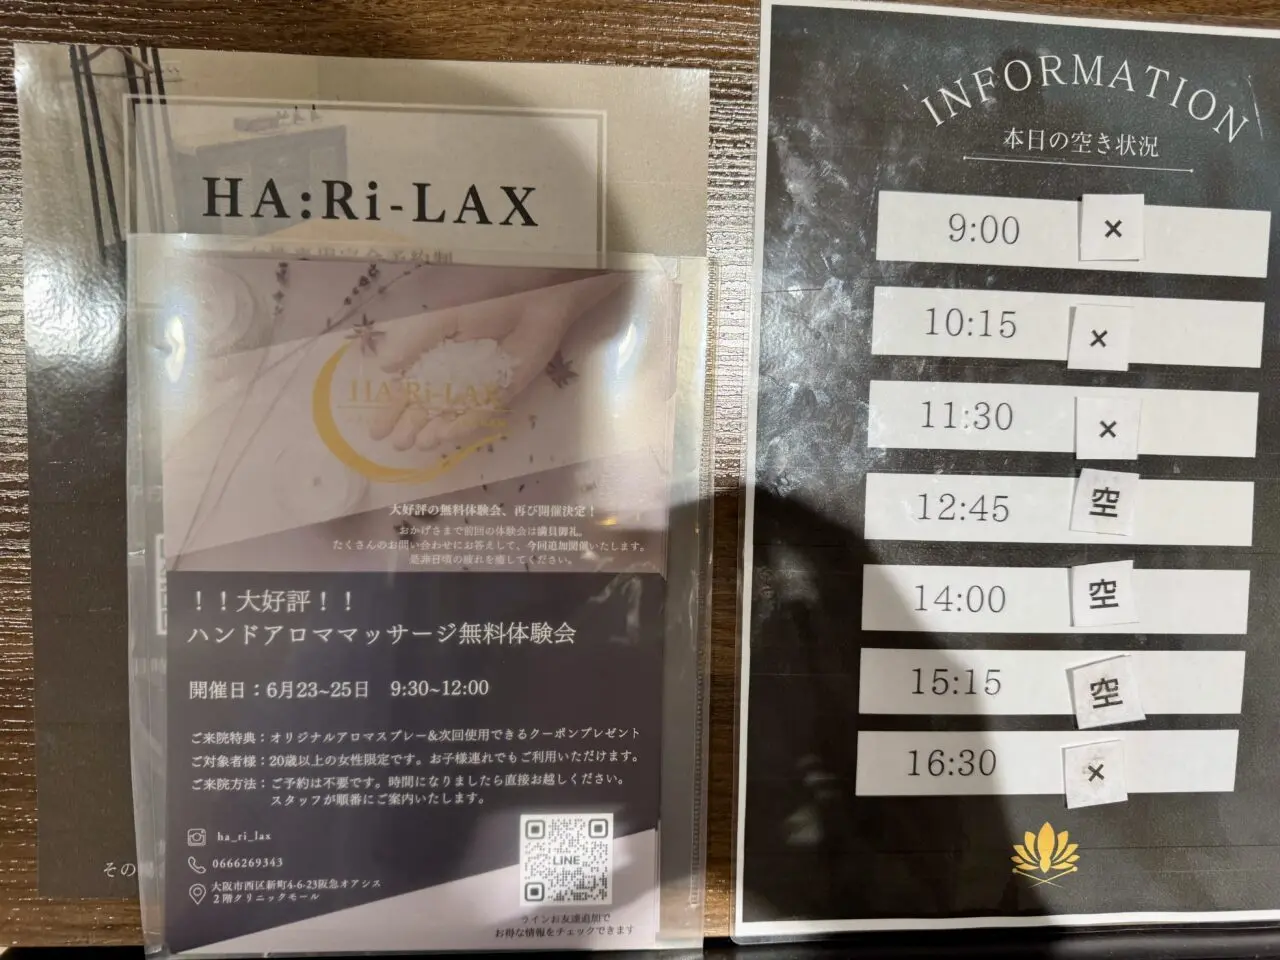 HA:Ri-LAX
HA:Ri-LAX
大好評の無料体験会、再び開催決定！
おかげさまで前回の体験会は満員御礼。
たくさんのお問い合わせにお答えして、今回追加開催いたします。
是非日頃の疲れを癒してください。
！！大好評！！
ハンドアロママッサージ無料体験会
開催日：6月23~25日　9:30~12:00
ご来院特典：オリジナルアロマスプレー&次回使用できるクーポンプレゼント
ご対象者様：20歳以上の女性限定です。お子様連れでもご利用いただけます。
ご来院方法：ご予約は不要です。時間になりましたら直接お越しください。
スタッフが順番にご案内いたします。
ha_ri_lax
0666269343
大阪市西区新町4-6-23阪急オアシス
２階クリニックモール
LINE
ラインお友達追加で
お得な情報をチェックできます
その
INFORMATION
本日の空き状況
9:00 ×
10:15 ×
11:30 ×
12:45 空
14:00 空
15:15 空
16:30 ×